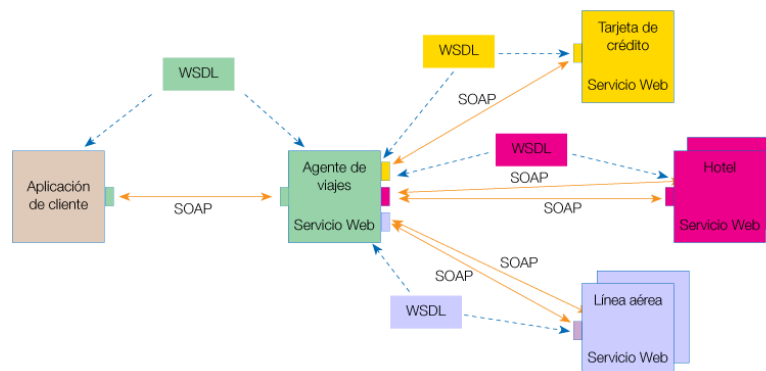 Tarjeta de
crédito
Servicio Web
WSDL
SOAP
WSDL
WSDL
Hotel
Servicio Web
Aplicación
de cliente
SOAP
Agente de
viajes
Servicio Web
SOAP
SOAP
SOAP
SOAP
WSDL
Línea aérea
Servicio Web